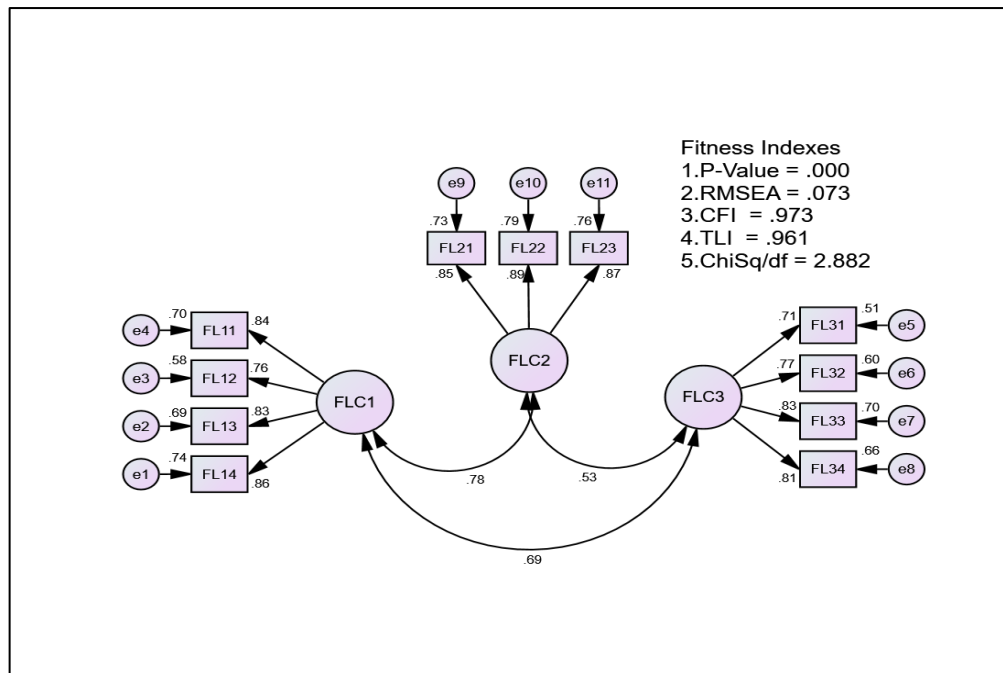 Fitness Indexes
1.P-Value = .000
2.RMSEA = .073
3.CFI = .973
4.TLI = .961
5.ChiSq/df = 2.882
e9
e10
e11
.73
.79
.76
FL21
FL22
FL23
.85
.89
.87
FLC2
e4
.70
FL11
.84
e3
.58
FL12
.76
e2
.69
FL13
.83
e1
.74
FL14
.86
FLC1
FLC3
.71
FL31
.51
e5
.77
FL32
.60
e6
.83
FL33
.70
e7
.81
FL34
.66
e8
.78
.53
.69